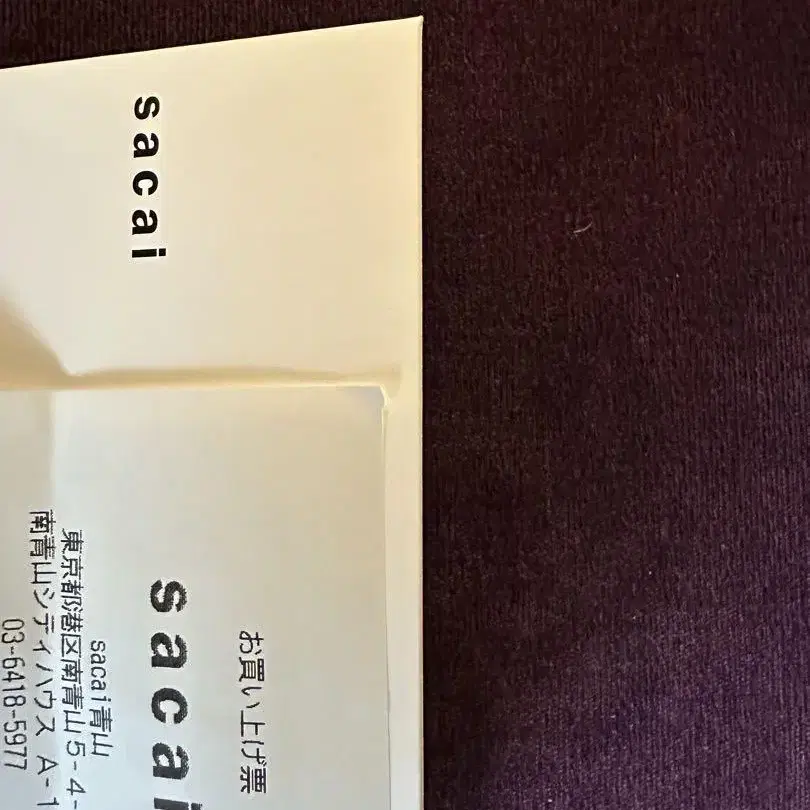 sacai
お買い上げ票
sacai
sacai青山
東京都港区南青山5-4-
南青山シティハウス A-1
03-6418-5977